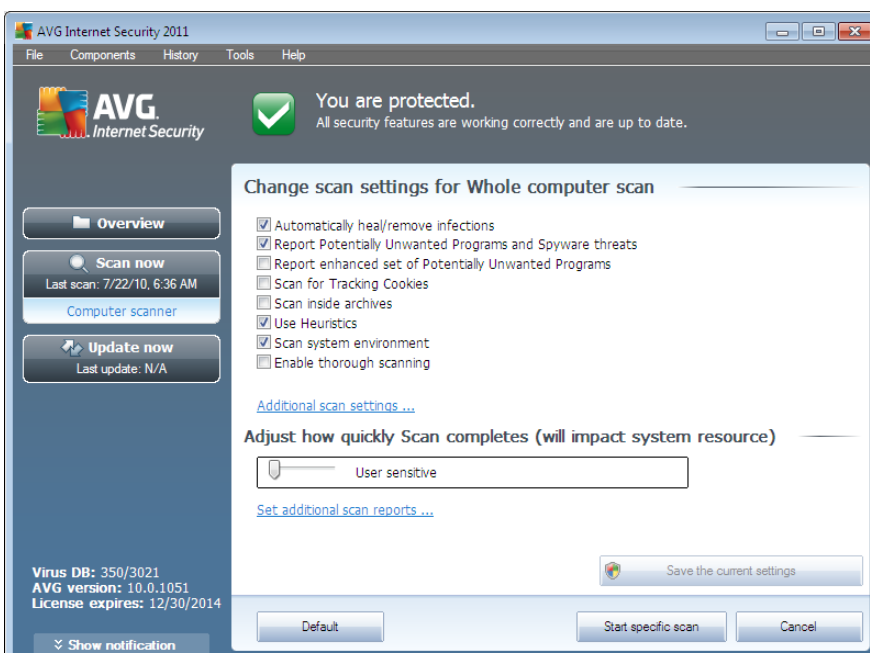 AVG Internet Security 2011
File Components History Tools Help
AVG.
Internet Security
You are protected.
All security features are working correctly and are up to date.
Overview
Scan now
Last scan: 7/22/10, 6:36 AM
Computer scanner
Update now
Last update: N/A
Virus DB: 350/3021
AVG version: 10.0.1051
License expires: 12/30/2014
Show notification
Change scan settings for Whole computer scan
Automatically heal/remove infections
Report Potentially Unwanted Programs and Spyware threats
Report enhanced set of Potentially Unwanted Programs
Scan for Tracking Cookies
Scan inside archives
Use Heuristics
Scan system environment
Enable thorough scanning
Additional scan settings ...
Adjust how quickly Scan completes (will impact system resource)
User sensitive
Set additional scan reports ...
Save the current settings
Default
Start specific scan
Cancel